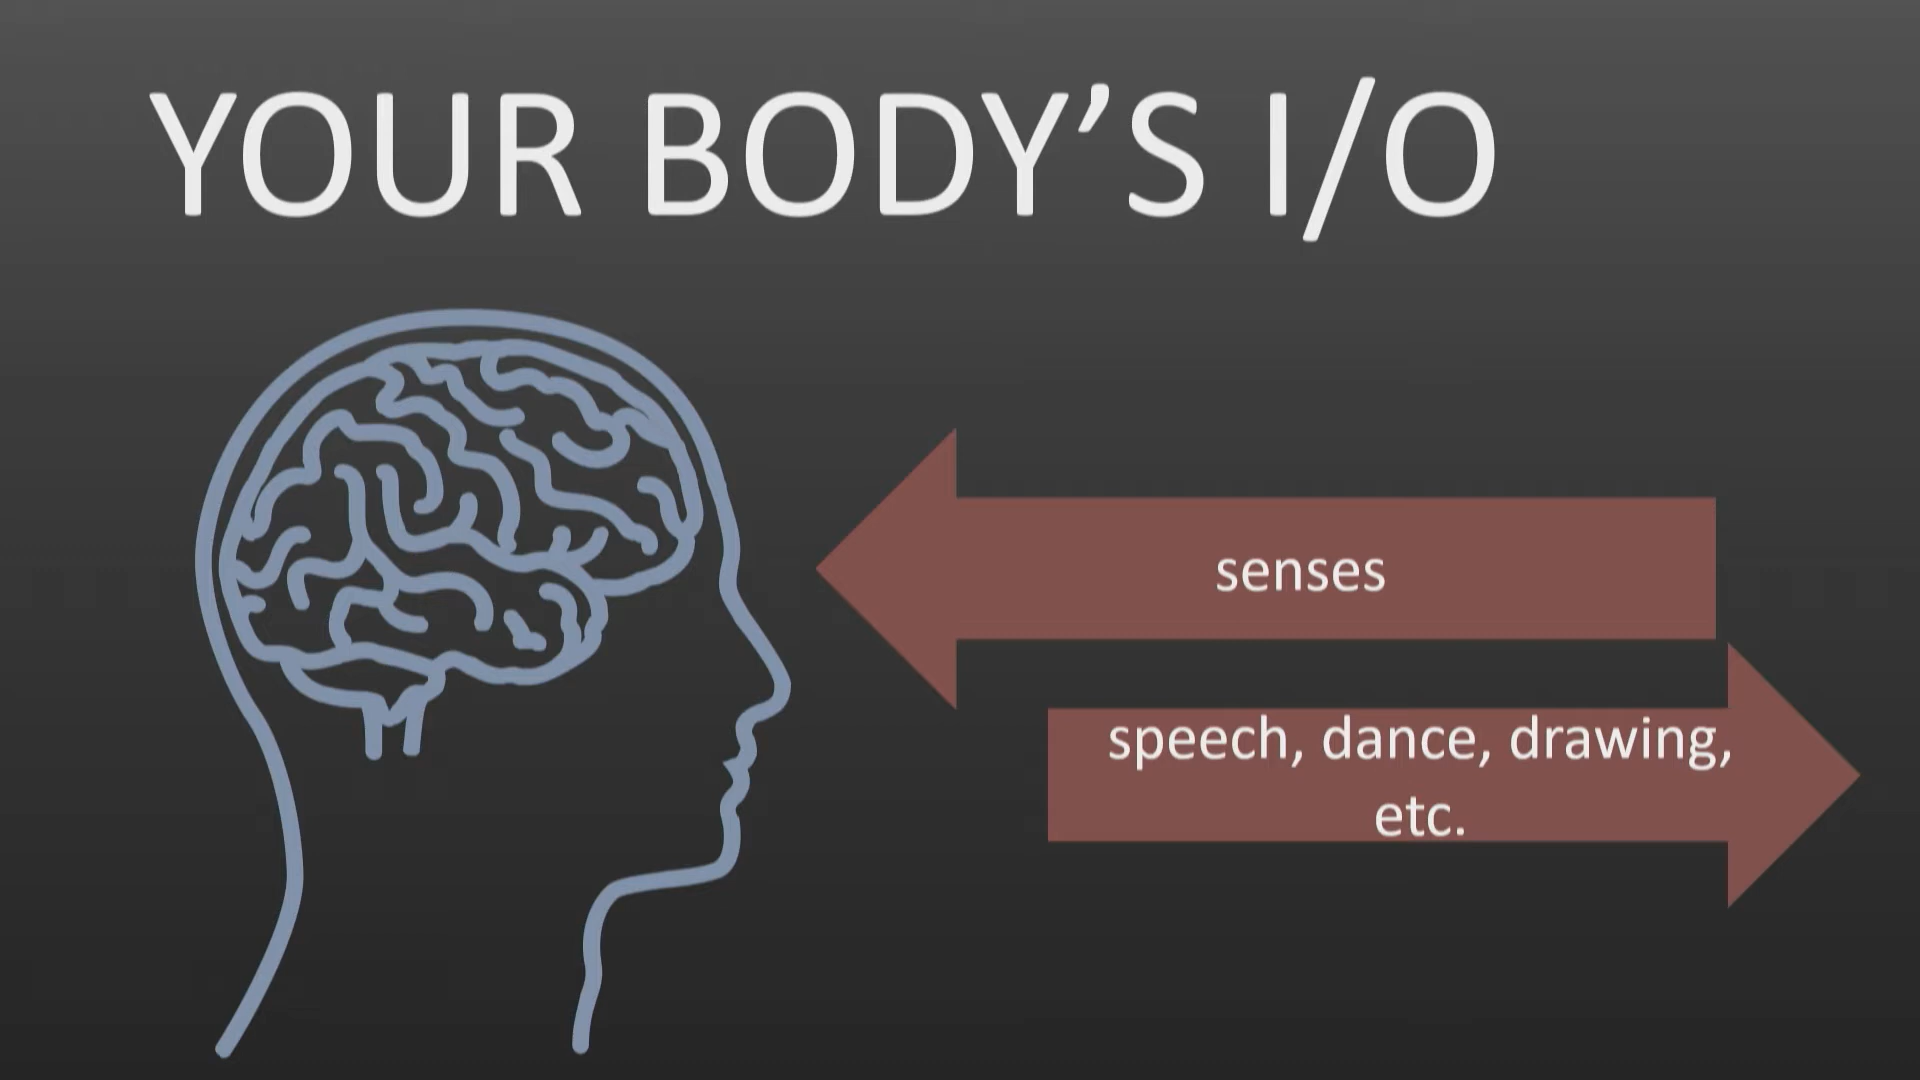 YOUR BODY’S I/O
senses
speech, dance, drawing,
etc.